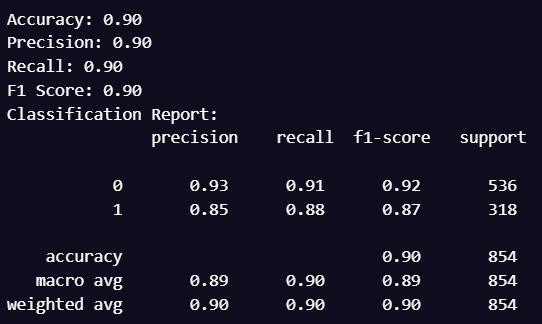 Accuracy: 0.90
Precision: 0.90
Recall: 0.90
F1 Score: 0.90
Classification Report:
precision recall f1-score support
0 0.93 0.91 0.92 536
1 0.85 0.88 0.87 318
accuracy 0.90 854
macro avg 0.89 0.90 0.89 854
weighted avg 0.90 0.90 0.90 854